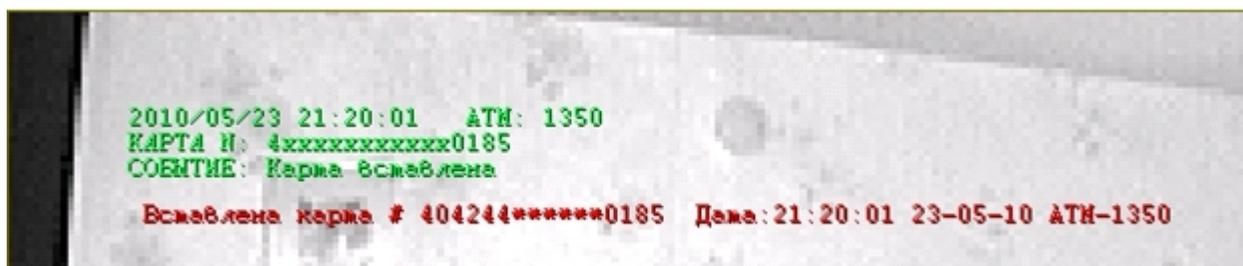 2010/05/23 21:20:01 ATM: 1350
КАРТА N: 4xxxxxxxxxxx0185
СОБЫТИЕ: Карта вставлена
Вставлена карта # 404244******0185 Дата:21:20:01 23-05-10 ATM-1350